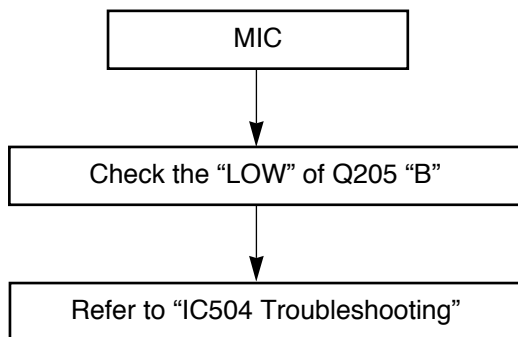 MIC
Check the “LOW” of Q205 “B”
Refer to “IC504 Troubleshooting”